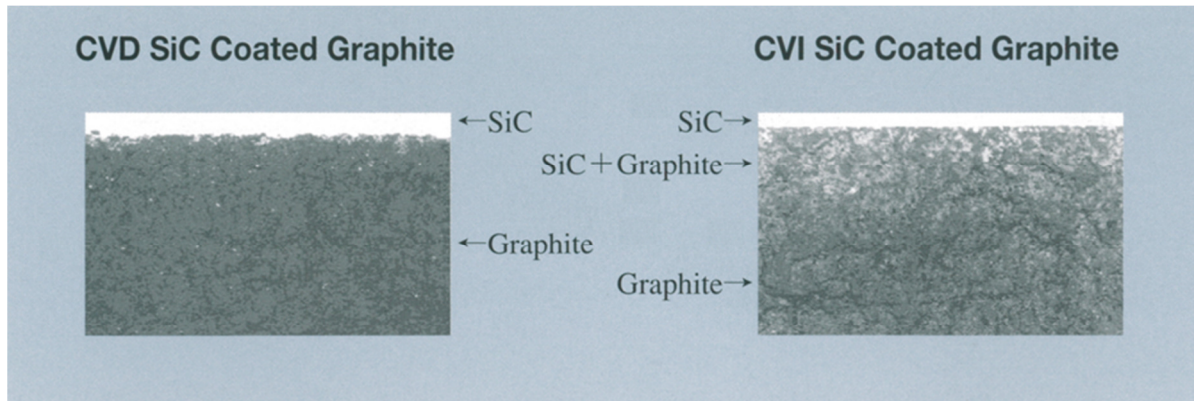 CVD SiC Coated Graphite
←SiC
←Graphite
CVI SiC Coated Graphite
SiC→
SiC+Graphite→
Graphite→